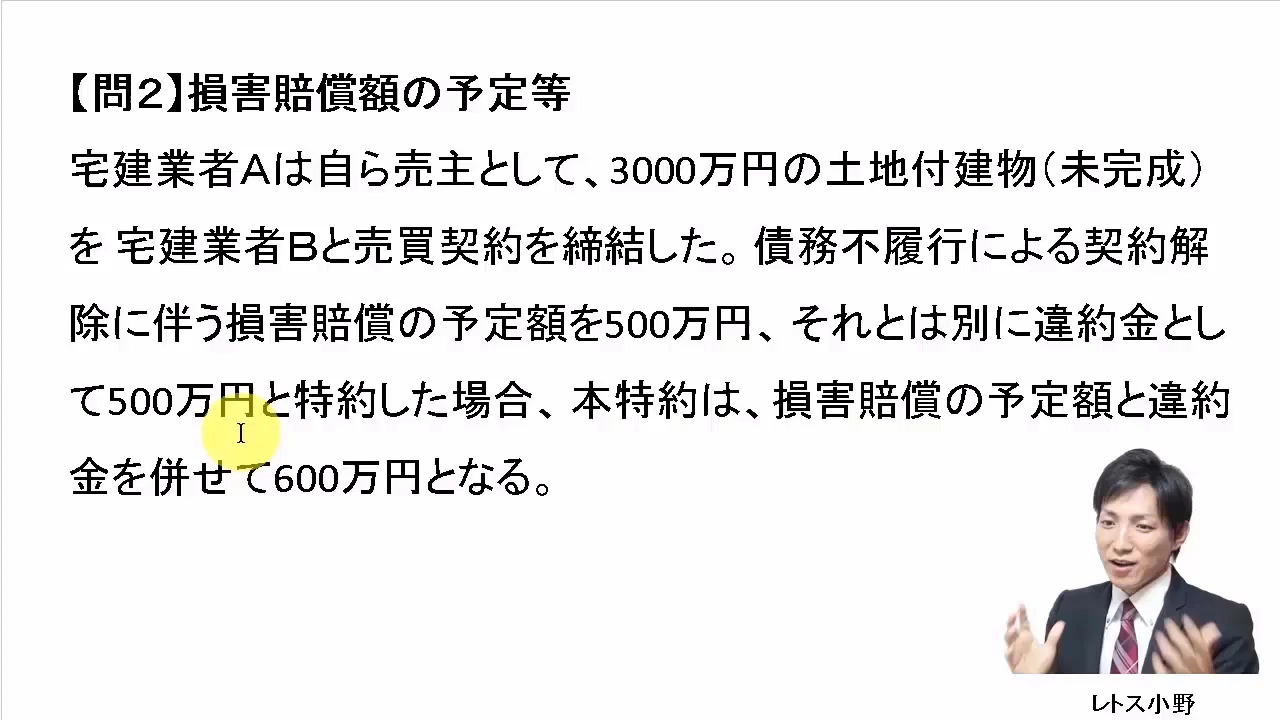 【問２】損害賠償額の予定等
宅建業者Ａは自ら売主として、3000万円の土地付建物（未完成）
を 宅建業者Ｂと売買契約を締結した。債務不履行による契約解
除に伴う損害賠償の予定額を500万円、それとは別に違約金とし
て500万円と特約した場合、本特約は、損害賠償の予定額と違約
金を併せて600万円となる。
レトス小野